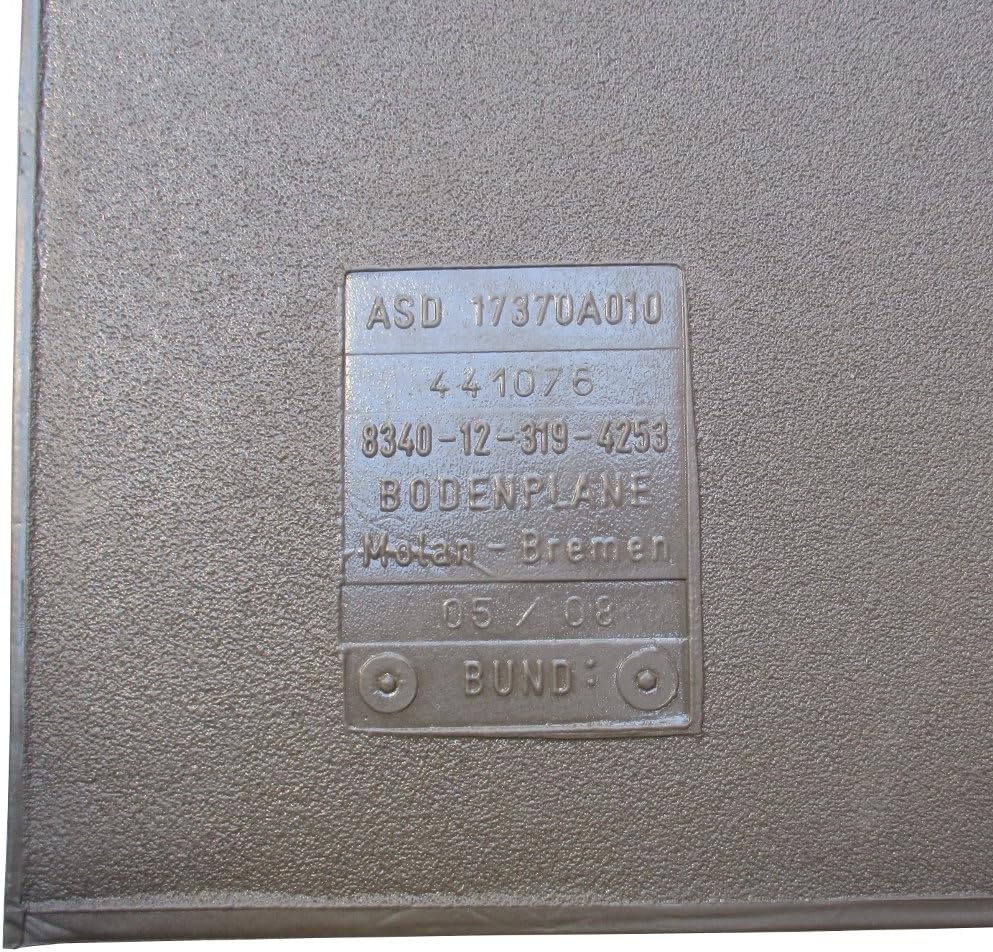 ASD 17370A010
441076
8340-12-319-4253
BODENPLANE
Molan-Bremen
05 / 08
BUND: